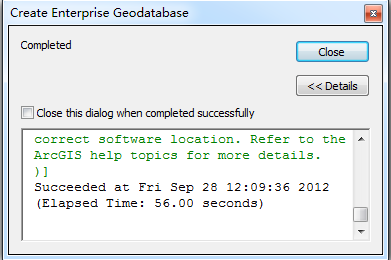 Create Enterprise Geodatabase
Completed
Close
<< Details
Close this dialog when completed successfully
correct software location. Refer to the
ArcGIS help topics for more details.
)]
Succeeded at Fri Sep 28 12:09:36 2012
(Elapsed Time: 56.00 seconds)